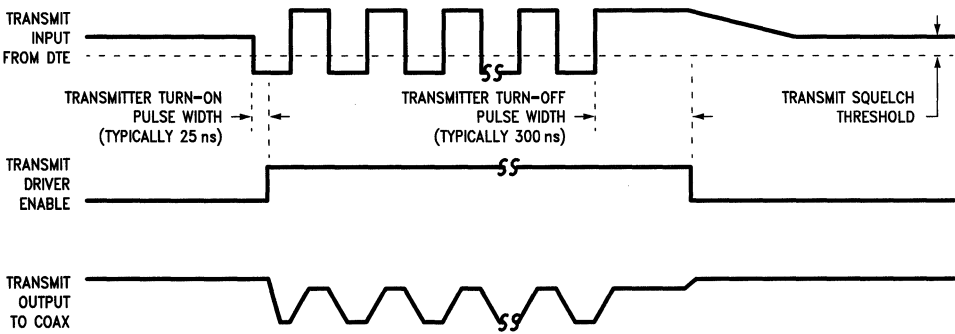 TRANSMIT
INPUT
FROM DTE
TRANSMITTER TURN-ON
PULSE WIDTH
(TYPICALLY 25 ns)
TRANSMITTER TURN-OFF
PULSE WIDTH
(TYPICALLY 300 ns)
TRANSMIT SQUELCH
THRESHOLD
TRANSMIT
DRIVER
ENABLE
TRANSMIT
OUTPUT
TO COAX